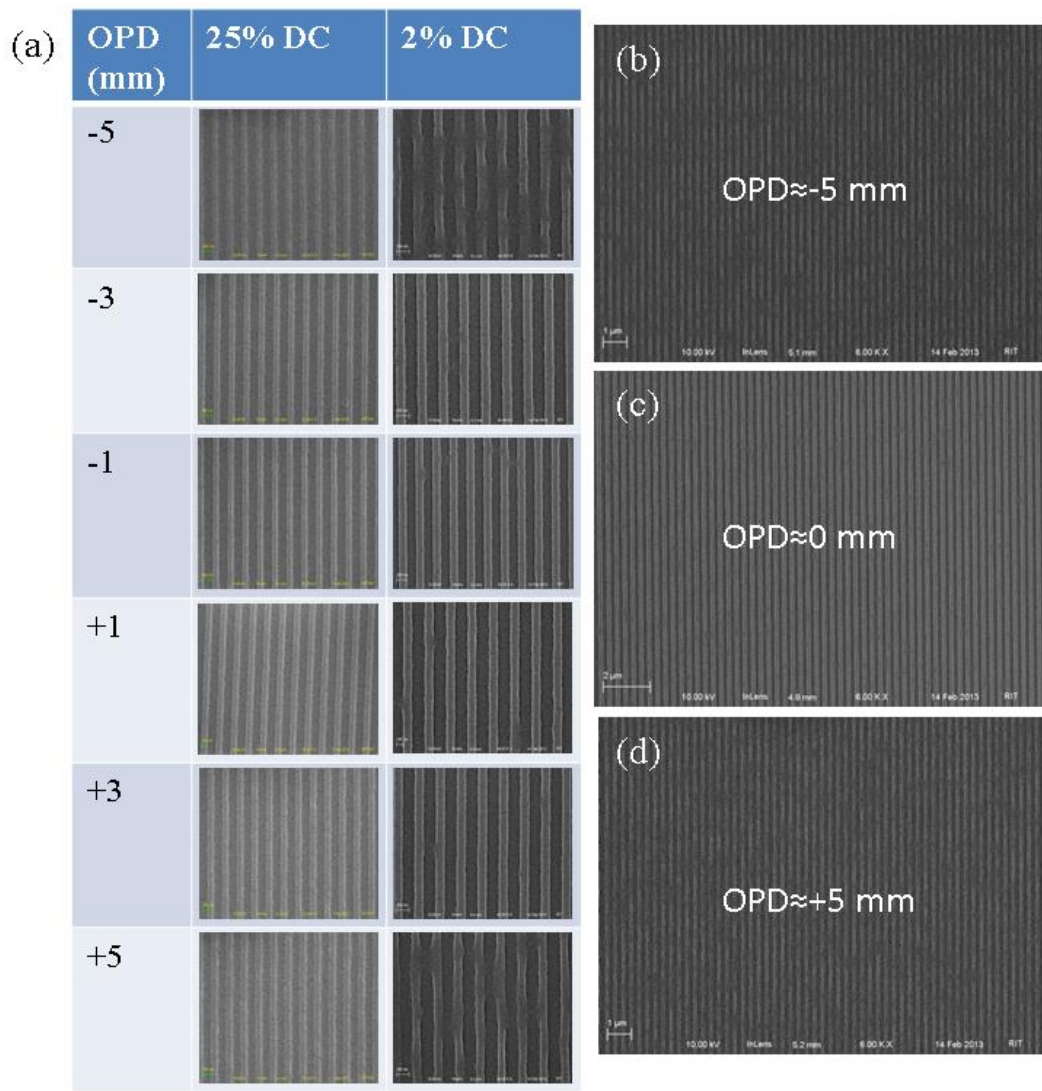 (a)
OPD (mm) 25% DC 2% DC
-5
-3
-1
+1
+3
+5
(b)
OPD≈-5 mm
1 µm 10.00 kV InLens 5.1 mm 6.00 K X 14 Feb 2013 RIT
(c)
OPD≈0 mm
2 µm 10.00 kV InLens 4.9 mm 6.00 K X 14 Feb 2013 RIT
(d)
OPD≈+5 mm
1 µm 10.00 kV InLens 5.2 mm 6.00 K X 14 Feb 2013 RIT